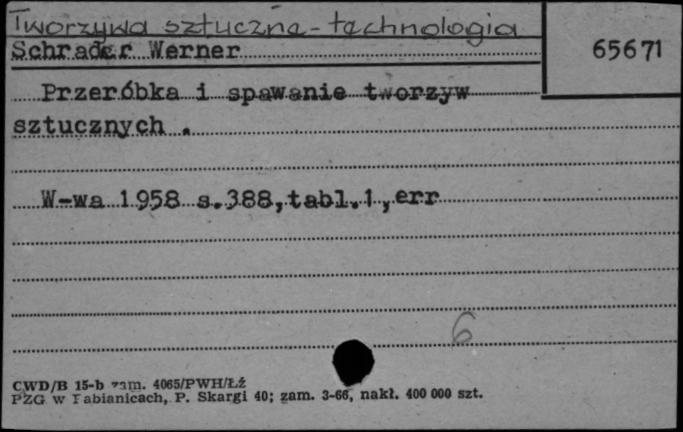 Tworzywa sztuczne - technologia
65671
Schrader Werner
Przeróbka i spawanie tworzyw
sztucznych .
W-wa 1958 s.388,tabl.1,err
6
CWD/B 15-b zam. 4065/PWH/Łź
PZG w Pabianicach, P. Skargi 40; zam. 3-66, nakł. 400 000 szt.